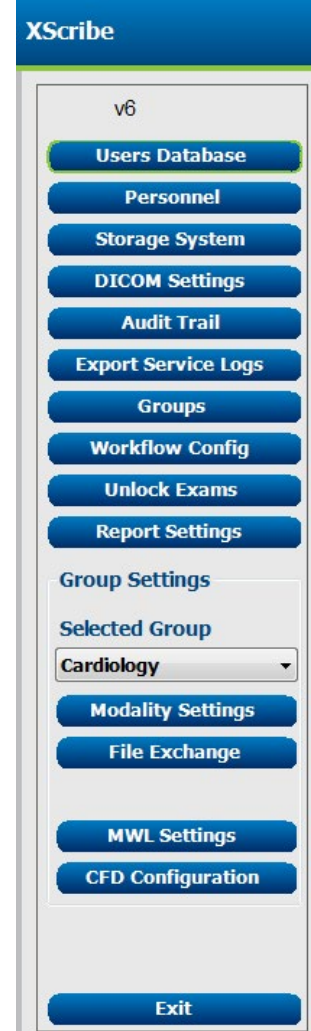 XScribe
v6
Users Database
Personnel
Storage System
DICOM Settings
Audit Trail
Export Service Logs
Groups
Workflow Config
Unlock Exams
Report Settings
Group Settings
Selected Group
Cardiology
Modality Settings
File Exchange
MWL Settings
CFD Configuration
Exit